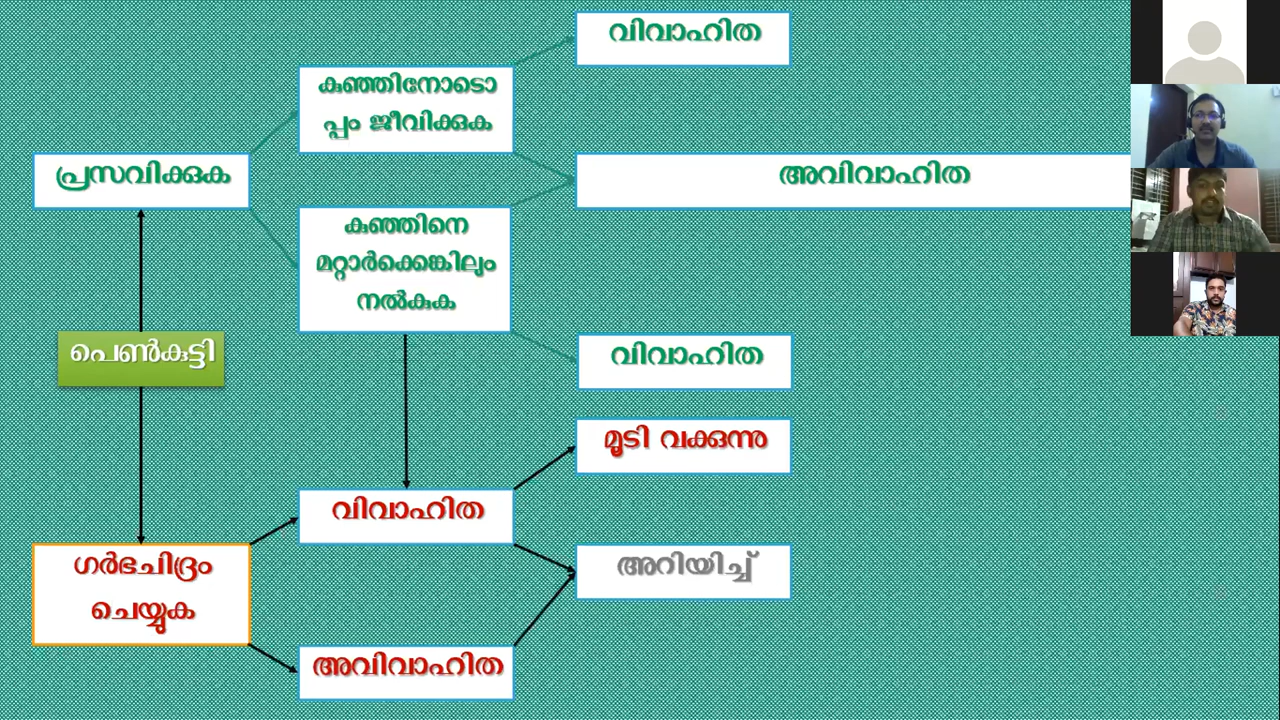 വിവാഹിത
കുഞ്ഞിനോടൊ
പ്പം ജീവിക്കുക
പ്രസവിക്കുക
അവിവാഹിത
കുഞ്ഞിനെ
മറ്റാർക്കെങ്കിലും
നൽകുക
പെൺകുട്ടി
വിവാഹിത
മൂടി വക്കുന്നു
വിവാഹിത
ഗർഭചിദ്രം
ചെയ്യുക
അറിയിച്ച്
അവിവാഹിത